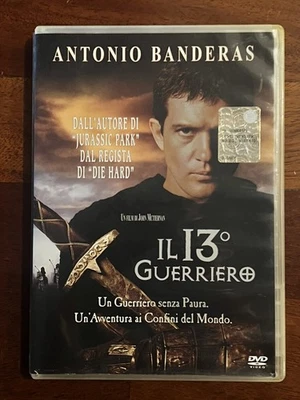 ANTONIO BANDERAS
DALL'AUTORE DI
"JURASSIC PARK"
DAL REGISTA
DI "DIE HARD"
UN FILM DI JOHN MCTIERNAN
IL 13°
GUERRIERO
Un Guerriero senza Paura.
Un'Avventura ai Confini del Mondo.
DVD
VIDEO